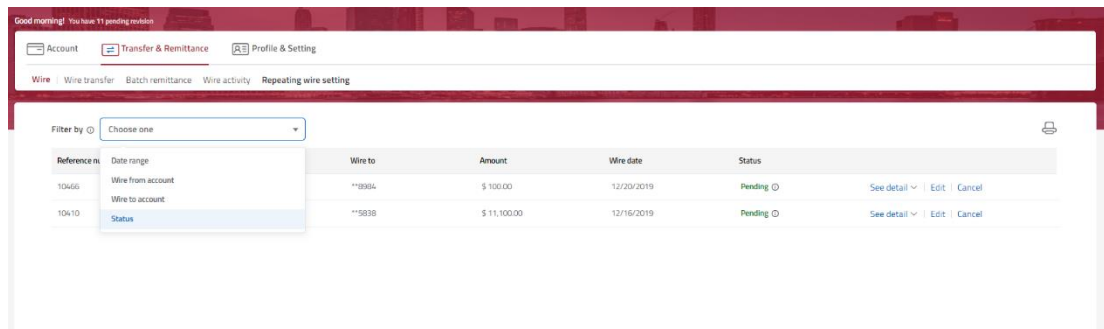 Good morning! You have 11 pending revision
Account Transfer & Remittance Profile & Setting
Wire Wire transfer Batch remittance Wire activity Repeating wire setting
Filter by Choose one
Reference Wire to Amount Wire date Status
Date range
Wire from account
Wire to account
Status
10466 **8984 $ 100.00 12/20/2019 Pending See detail Edit Cancel
10410 **5838 $ 11,100.00 12/16/2019 Pending See detail Edit Cancel